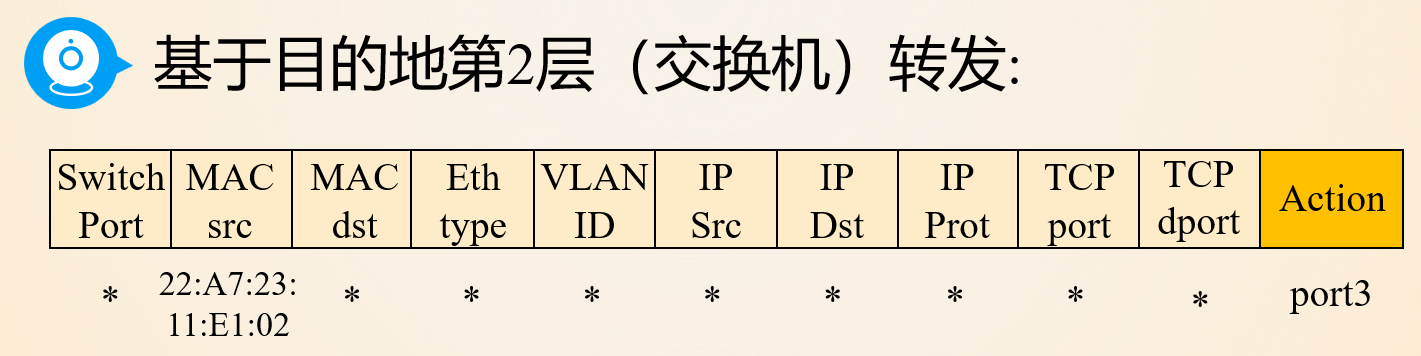 基于目的地第2层（交换机）转发:
Switch Port MAC src MAC dst Eth type VLAN ID IP Src IP Dst IP Prot TCP port TCP dport Action
* 22:A7:23:11:E1:02 * * * * * * * * port3